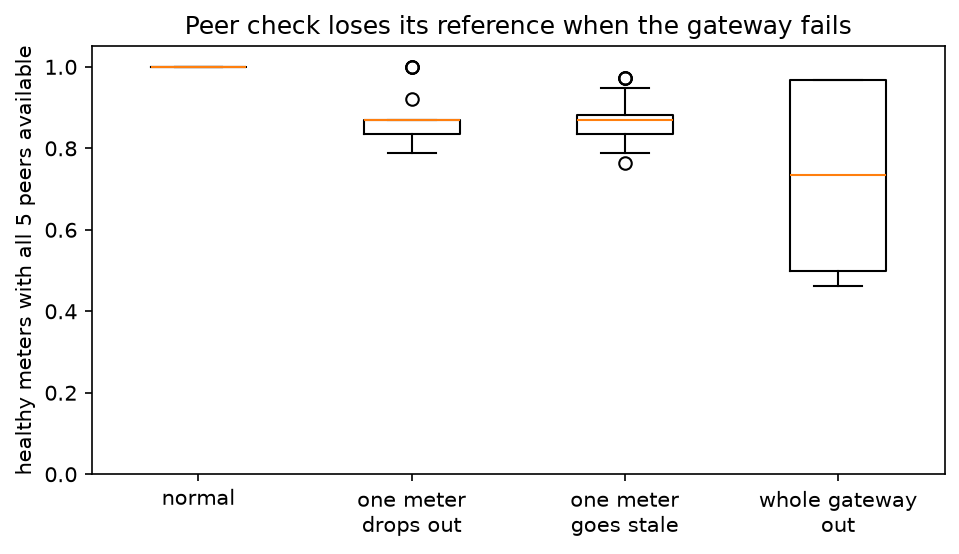 Peer check loses its reference when the gateway fails
healthy meters with all 5 peers available
1.0
0.8
0.6
0.4
0.2
0.0
normal
one meter
drops out
one meter
goes stale
whole gateway
out